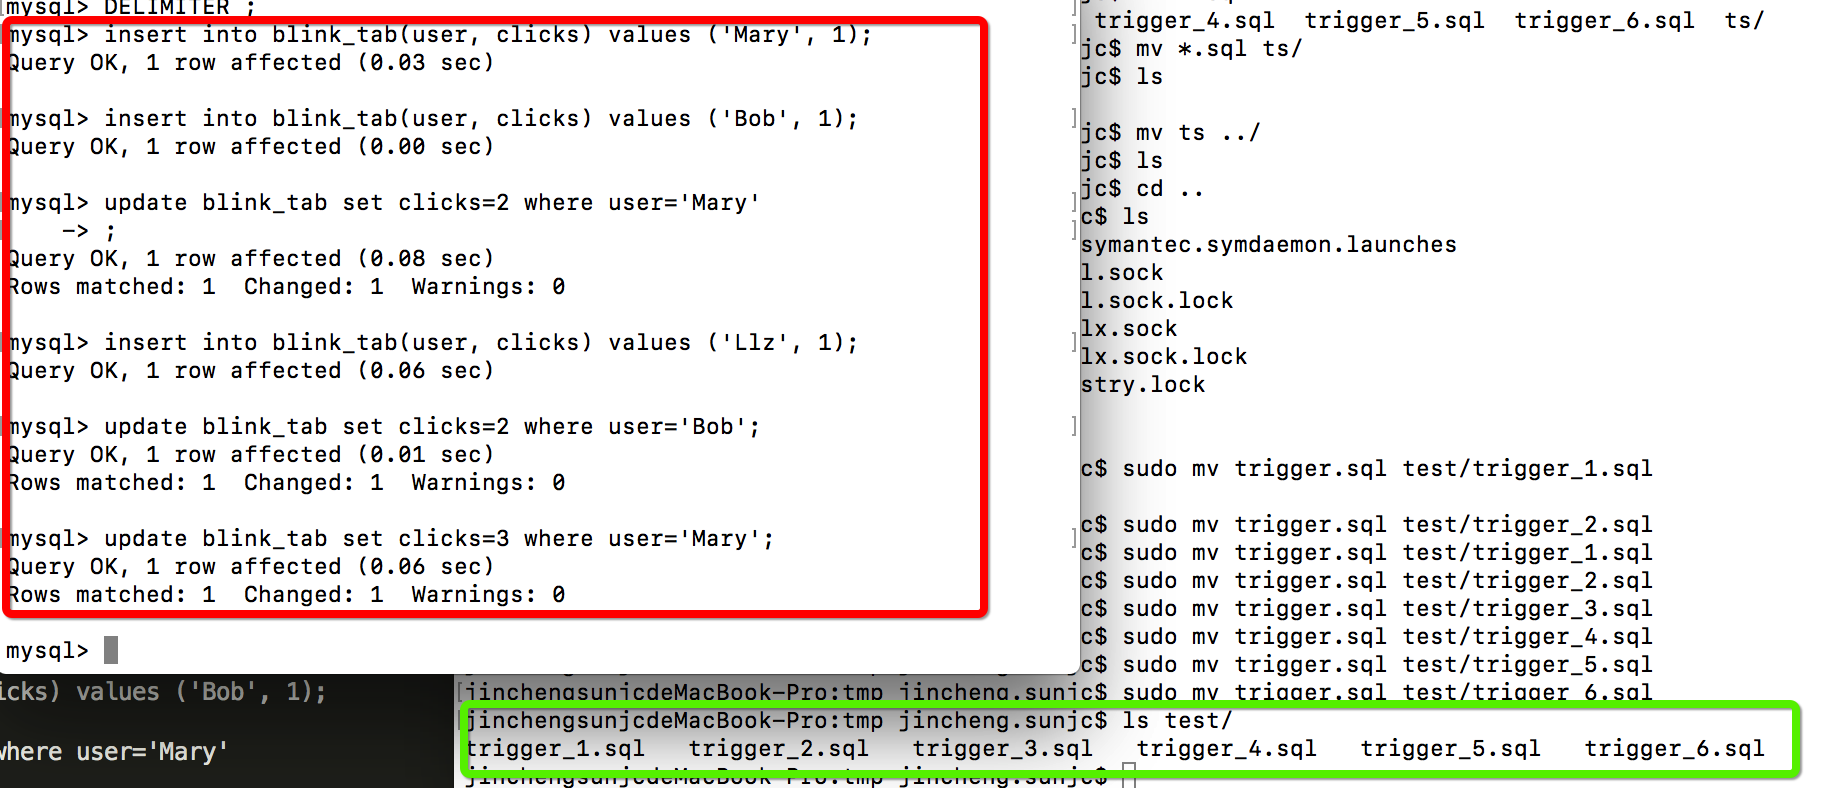 mysql> DELIMITER ;
mysql> insert into blink_tab(user, clicks) values ('Mary', 1);
Query OK, 1 row affected (0.03 sec)
mysql> insert into blink_tab(user, clicks) values ('Bob', 1);
Query OK, 1 row affected (0.00 sec)
mysql> update blink_tab set clicks=2 where user='Mary'
-> ;
Query OK, 1 row affected (0.08 sec)
Rows matched: 1  Changed: 1  Warnings: 0
mysql> insert into blink_tab(user, clicks) values ('Llz', 1);
Query OK, 1 row affected (0.06 sec)
mysql> update blink_tab set clicks=2 where user='Bob';
Query OK, 1 row affected (0.01 sec)
Rows matched: 1  Changed: 1  Warnings: 0
mysql> update blink_tab set clicks=3 where user='Mary';
Query OK, 1 row affected (0.06 sec)
Rows matched: 1  Changed: 1  Warnings: 0
mysql>
icks) values ('Bob', 1);
where user='Mary'
trigger_4.sql  trigger_5.sql  trigger_6.sql  ts/
jc$ mv *.sql ts/
jc$ ls
jc$ mv ts ../
jc$ ls
jc$ cd ..
c$ ls
symantec.symdaemon.launches
l.sock
l.sock.lock
lx.sock
lx.sock.lock
stry.lock
c$ sudo mv trigger.sql test/trigger_1.sql
c$ sudo mv trigger.sql test/trigger_2.sql
c$ sudo mv trigger.sql test/trigger_1.sql
c$ sudo mv trigger.sql test/trigger_2.sql
c$ sudo mv trigger.sql test/trigger_3.sql
c$ sudo mv trigger.sql test/trigger_4.sql
c$ sudo mv trigger.sql test/trigger_5.sql
jinchengsunjcdeMacBook-Pro:tmp jincheng.sunjc$ sudo mv trigger.sql test/trigger_6.sql
jinchengsunjcdeMacBook-Pro:tmp jincheng.sunjc$ ls test/
trigger_1.sql  trigger_2.sql  trigger_3.sql  trigger_4.sql  trigger_5.sql  trigger_6.sql
jinchengsunjcdeMacBook-Pro:tmp jincheng.sunjc$